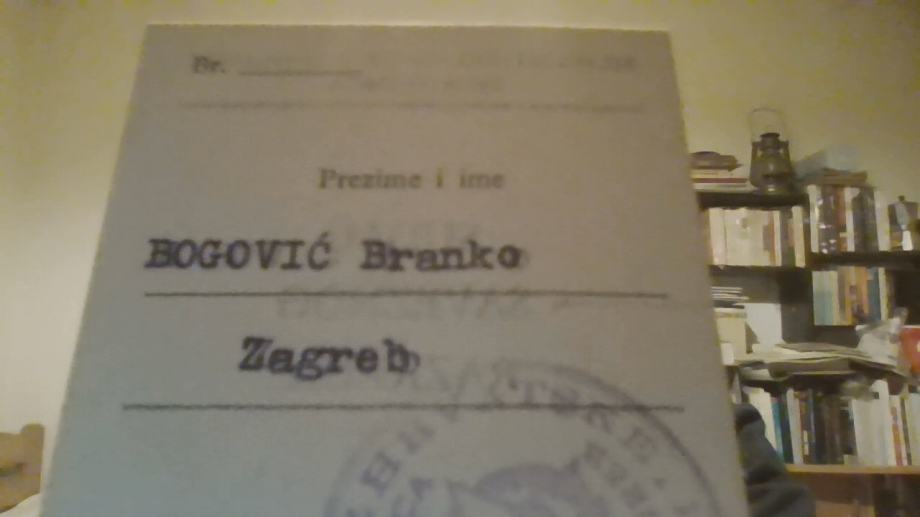 Br.
Prezime i ime
BOGOVIĆ Branko
Zagreb